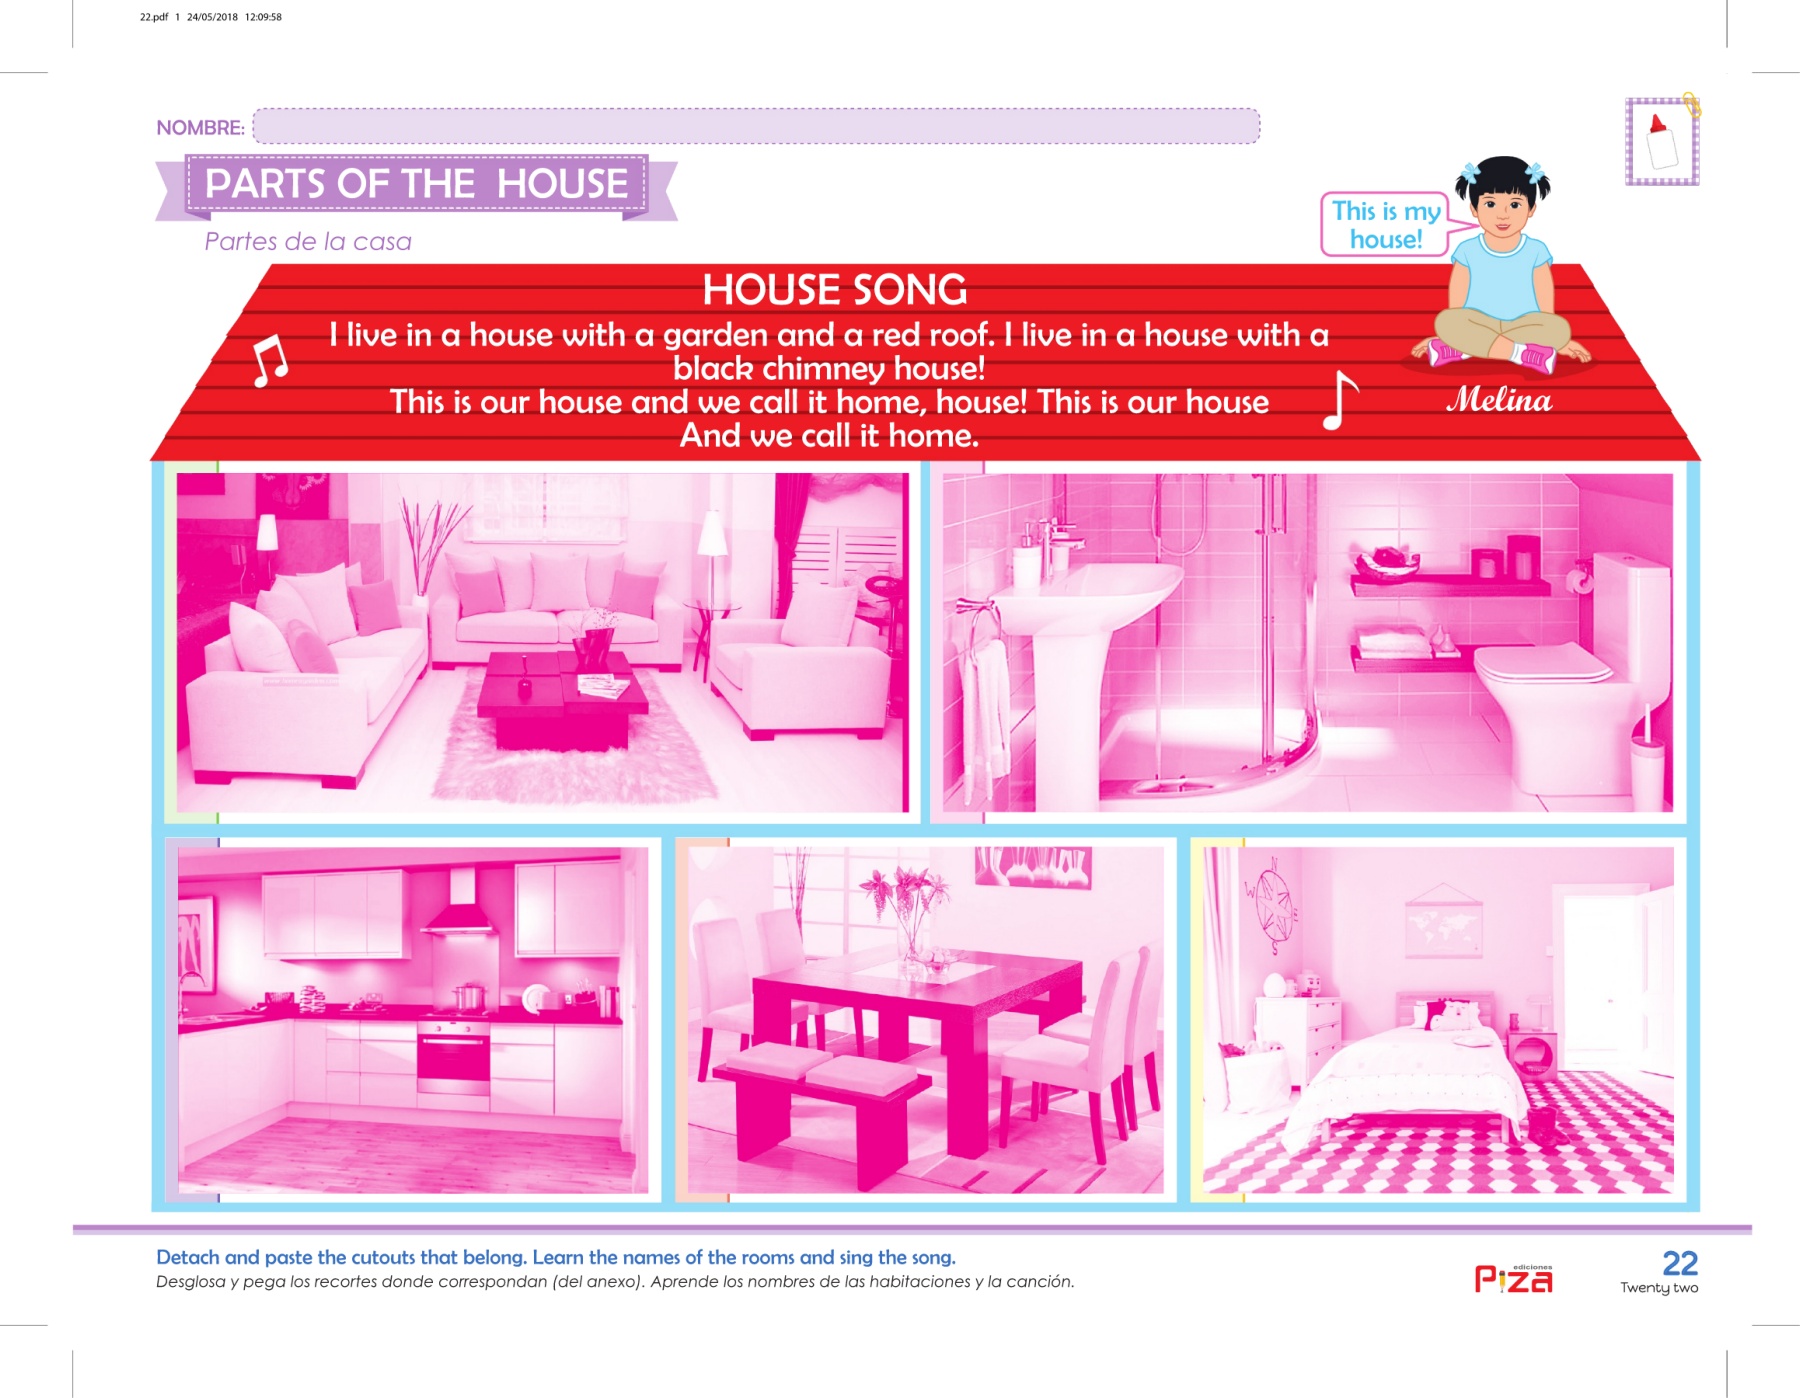 22.pdf 1 24/05/2018 12:09:58
NOMBRE:
PARTS OF THE HOUSE
Partes de la casa
This is my
house!
HOUSE SONG
I live in a house with a garden and a red roof. I live in a house with a
black chimney house!
This is our house and we call it home, house! This is our house
And we call it home.
Melina
N
W
E
S
Detach and paste the cutouts that belong. Learn the names of the rooms and sing the song.
Desglosa y pega los recortes donde correspondan (del anexo). Aprende los nombres de las habitaciones y la canción.
ediciones
Piza
22
Twenty two